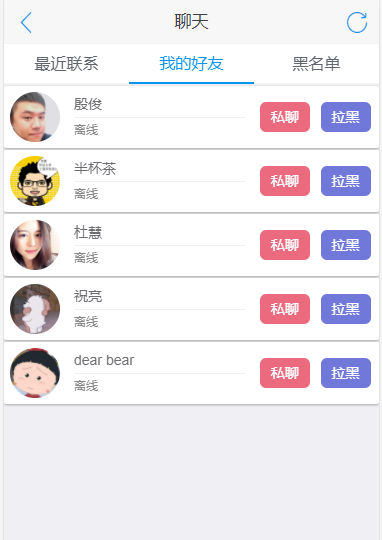 聊天
最近联系 我的好友 黑名单
殷俊
离线
私聊 拉黑
半杯茶
离线
私聊 拉黑
杜慧
离线
私聊 拉黑
祝亮
离线
私聊 拉黑
dear bear
离线
私聊 拉黑